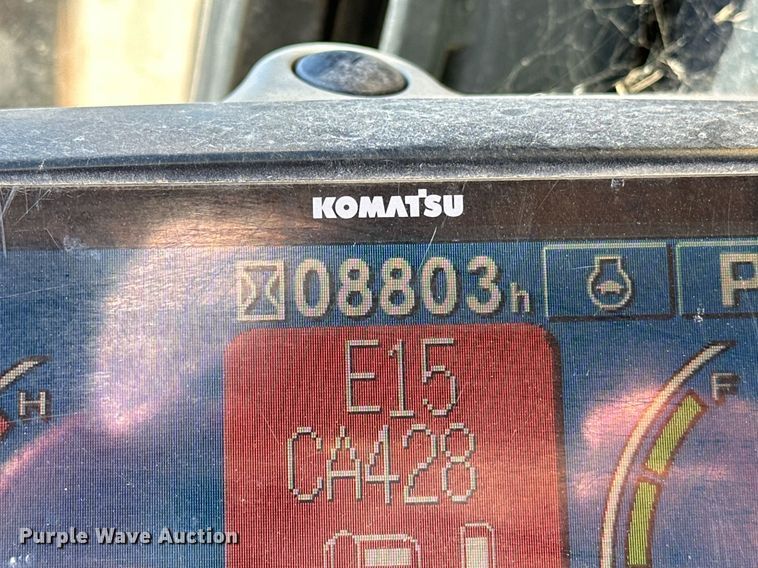 KOMATSU
08803h
P
E15
H
F
CA428
Purple Wave Auction